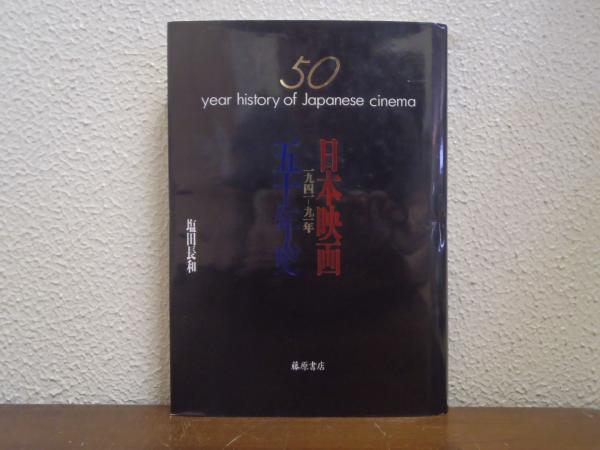 50
year history of Japanese cinema
日本映画
一九四一-九一年
五十年史
塩田長和
藤原書店